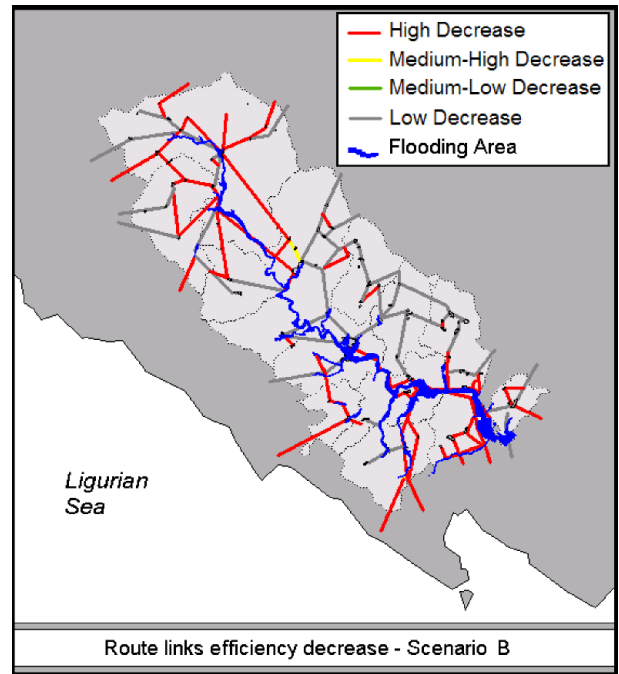 High Decrease
Medium-High Decrease
Medium-Low Decrease
Low Decrease
Flooding Area
Ligurian
Sea
Route links efficiency decrease - Scenario B